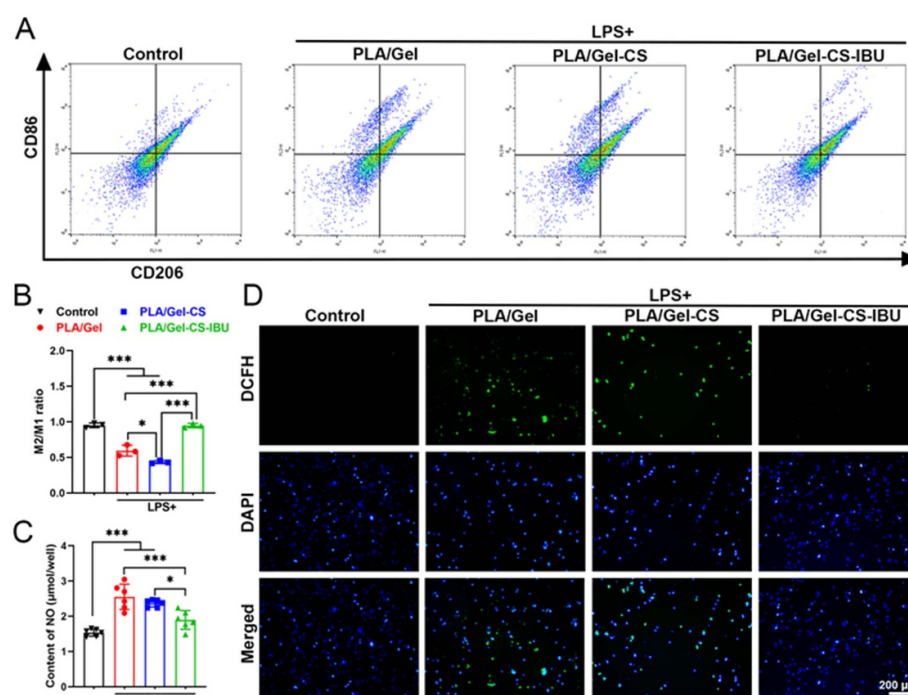 A
LPS+
Control
PLA/Gel
PLA/Gel-CS
PLA/Gel-CS-IBU
CD86
CD206
B
Control
PLA/Gel-CS
PLA/Gel
PLA/Gel-CS-IBU
M2/M1 ratio
2.0
1.5
1.0
0.5
0.0
***
***
***
*
LPS+
C
Content of NO (μmol/well)
4
3
2
1
0
***
***
*
D
LPS+
Control
PLA/Gel
PLA/Gel-CS
PLA/Gel-CS-IBU
DCFH
DAPI
Merged